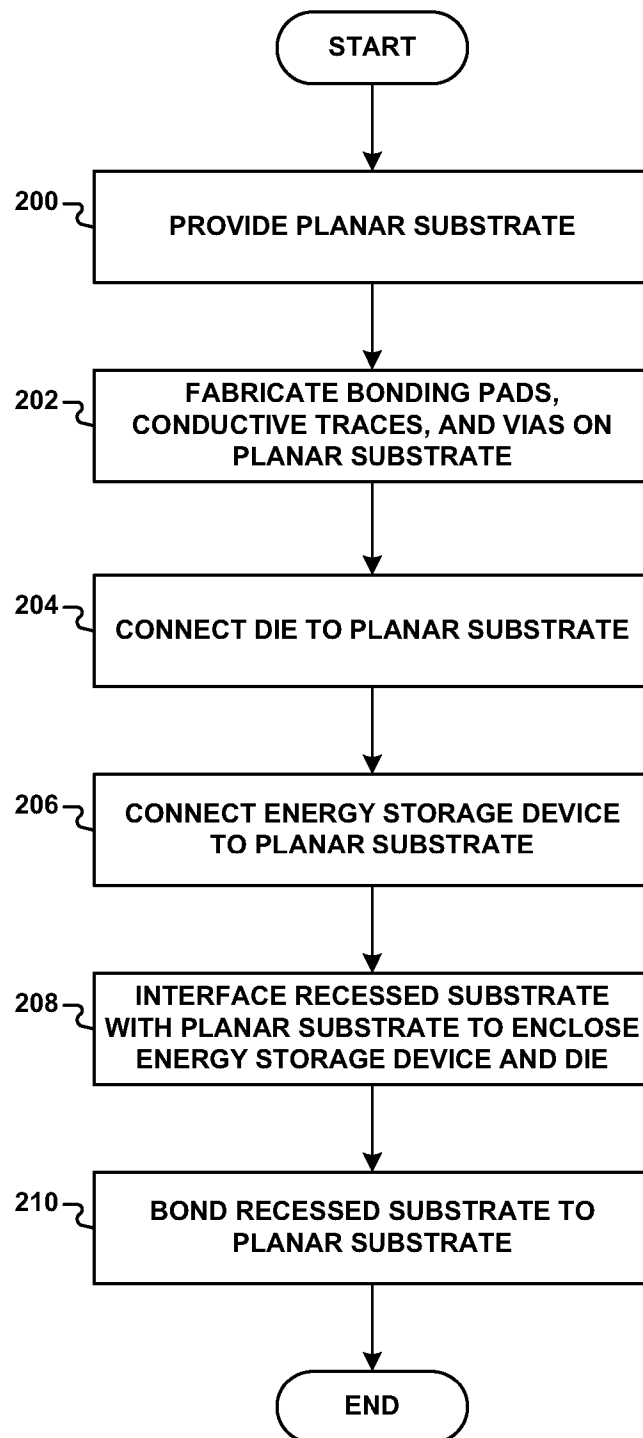 START
200
PROVIDE PLANAR SUBSTRATE
202
FABRICATE BONDING PADS,
CONDUCTIVE TRACES, AND VIAS ON
PLANAR SUBSTRATE
204
CONNECT DIE TO PLANAR SUBSTRATE
206
CONNECT ENERGY STORAGE DEVICE
TO PLANAR SUBSTRATE
208
INTERFACE RECESSED SUBSTRATE
WITH PLANAR SUBSTRATE TO ENCLOSE
ENERGY STORAGE DEVICE AND DIE
210
BOND RECESSED SUBSTRATE TO
PLANAR SUBSTRATE
END